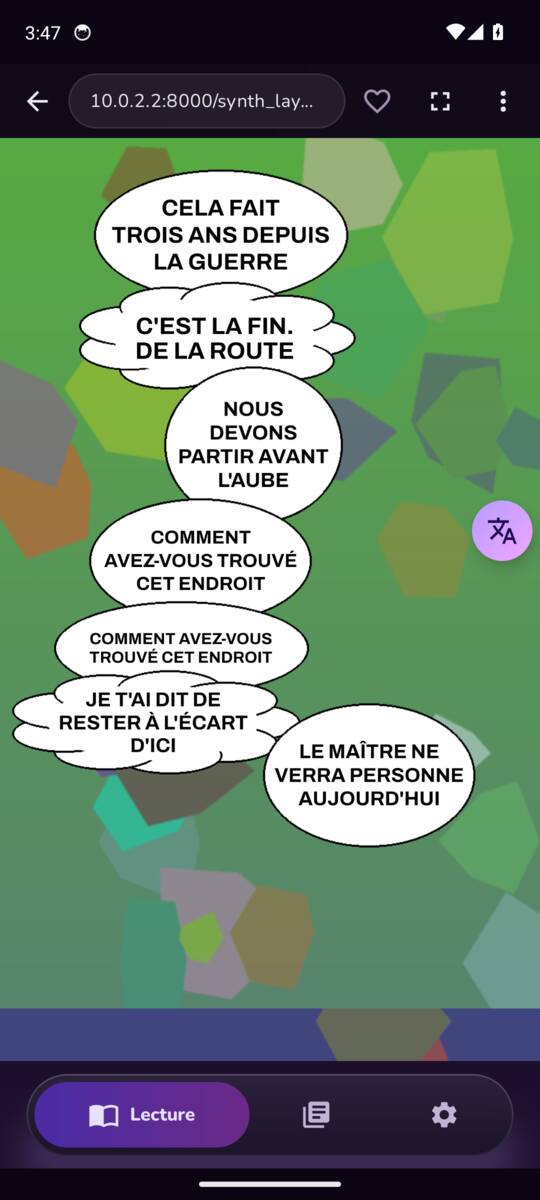 3:47
10.0.2.2:8000/synth_lay...
CELA FAIT
TROIS ANS DEPUIS
LA GUERRE
C'EST LA FIN.
DE LA ROUTE
NOUS
DEVONS
PARTIR AVANT
L'AUBE
COMMENT
AVEZ-VOUS TROUVÉ
CET ENDROIT
COMMENT AVEZ-VOUS
TROUVÉ CET ENDROIT
JE T'AI DIT DE
RESTER À L'ÉCART
D'ICI
LE MAÎTRE NE
VERRA PERSONNE
AUJOURD'HUI
Lecture